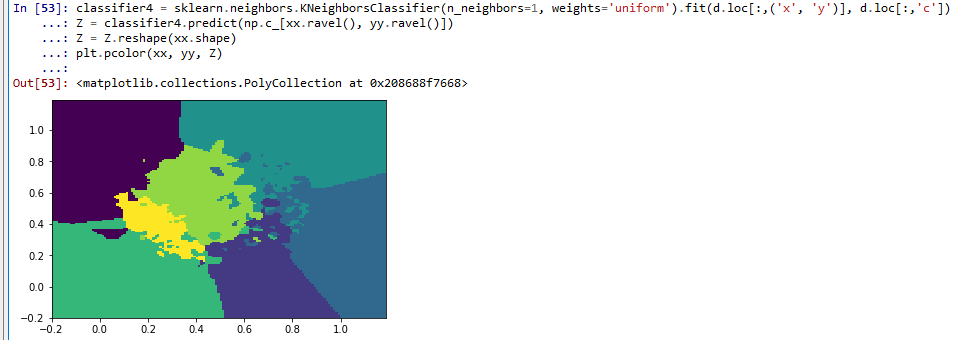 In [53]: classifier4 = sklearn.neighbors.KNeighborsClassifier(n_neighbors=1, weights='uniform').fit(d.loc[:,('x', 'y')], d.loc[:,'c'])
    ...: Z = classifier4.predict(np.c_[xx.ravel(), yy.ravel()])
    ...: Z = Z.reshape(xx.shape)
    ...: plt.pcolor(xx, yy, Z)
    ...:
Out[53]: <matplotlib.collections.PolyCollection at 0x208688f7668>
1.0
0.8
0.6
0.4
0.2
0.0
−0.2
−0.2 0.0 0.2 0.4 0.6 0.8 1.0